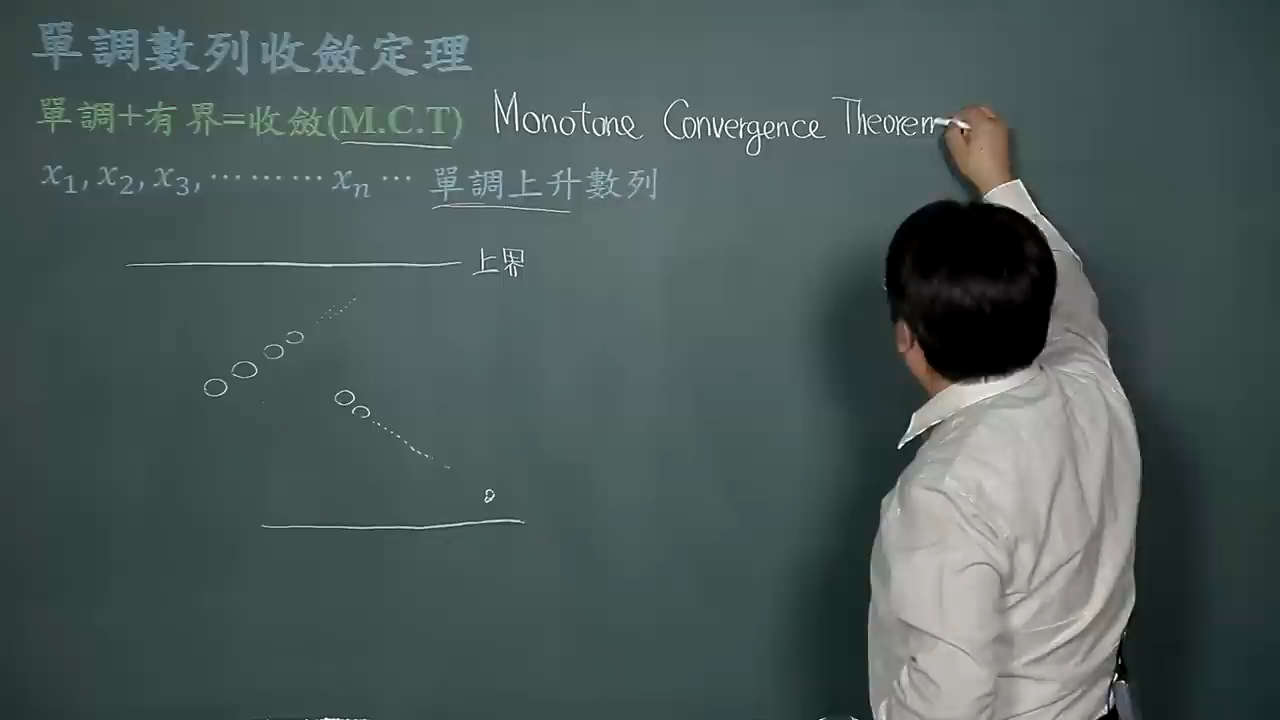 單調數列收斂定理
單調+有界=收斂(M.C.T) Monotone Convergence Theorem
x₁, x₂, x₃, ⋯⋯⋯ xₙ ⋯ 單調上升數列
上界